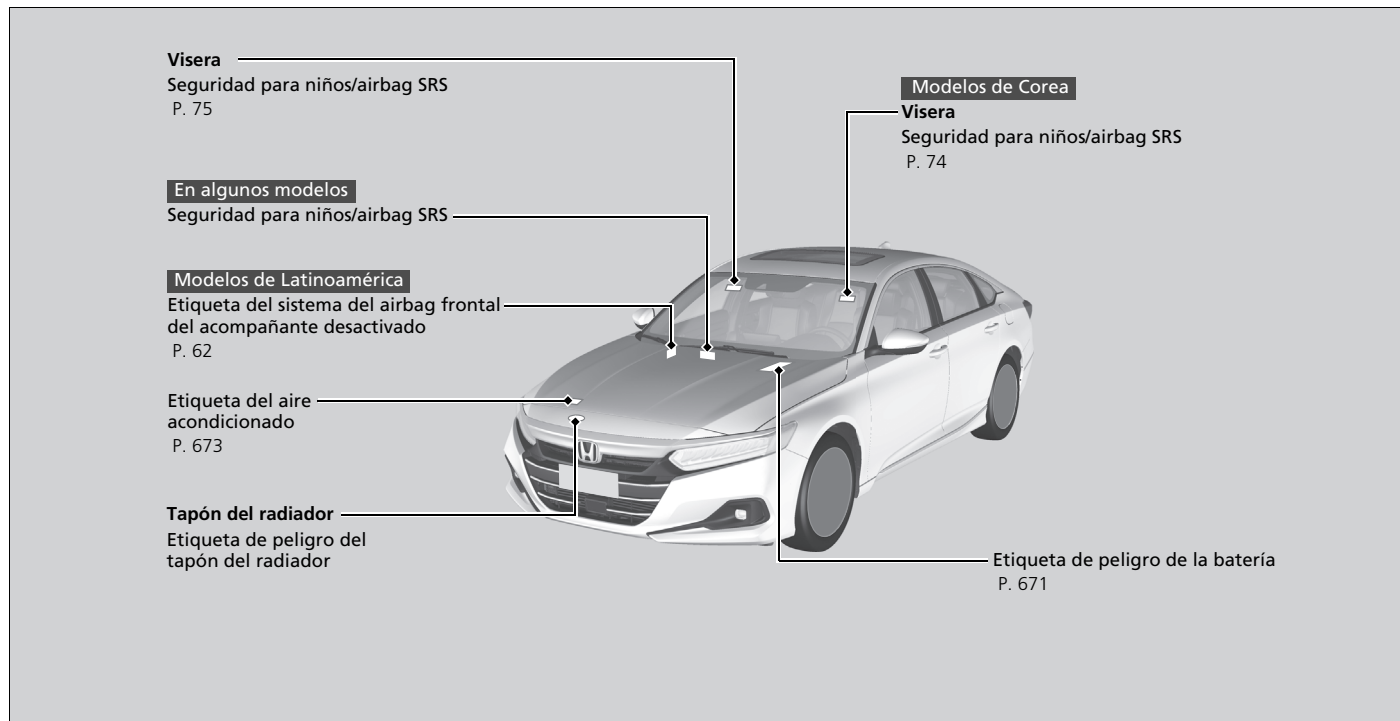 Visera
Seguridad para niños/airbag SRS
P. 75
Modelos de Corea
Visera
Seguridad para niños/airbag SRS
P. 74
En algunos modelos
Seguridad para niños/airbag SRS
Modelos de Latinoamérica
Etiqueta del sistema del airbag frontal
del acompañante desactivado
P. 62
Etiqueta del aire
acondicionado
P. 673
Tapón del radiador
Etiqueta de peligro del
tapón del radiador
Etiqueta de peligro de la batería
P. 671